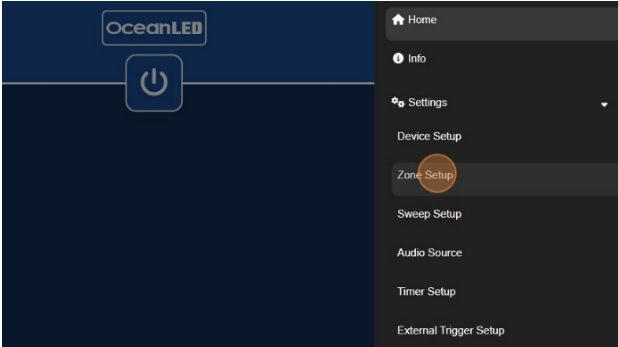 OceanLED
Home
Info
Settings
Device Setup
Zone Setup
Sweep Setup
Audio Source
Timer Setup
External Trigger Setup